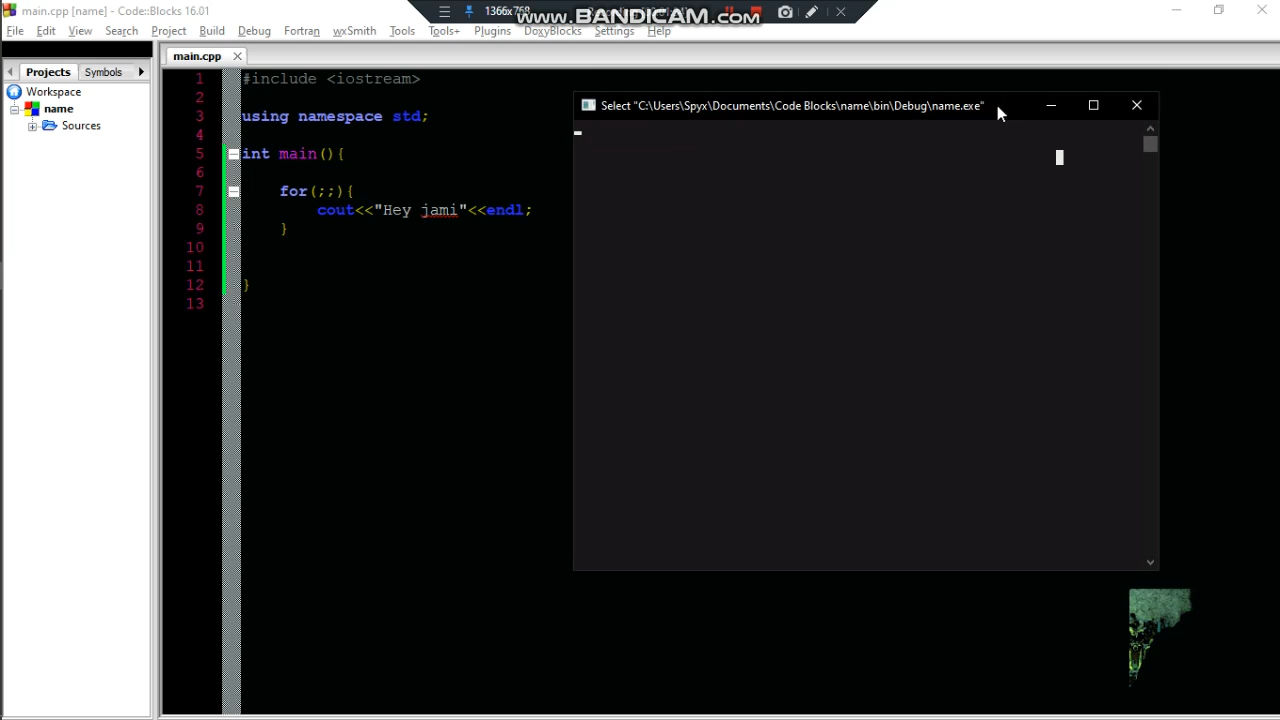 main.cpp [name] - Code::Blocks 16.01
1366x768
www.BANDICAM.com
File Edit View Search Project Build Debug Fortran wxSmith Tools Tools+ Plugins DoxyBlocks Settings Help
main.cpp
Projects Symbols
Workspace
name
Sources
1 #include <iostream>
2
3 using namespace std;
4
5 int main(){
6
7 for(;;){
8 cout<<"Hey jami"<<endl;
9 }
10
11
12 }
13
Select "C:\Users\Spyx\Documents\Code Blocks\name\bin\Debug\name.exe"